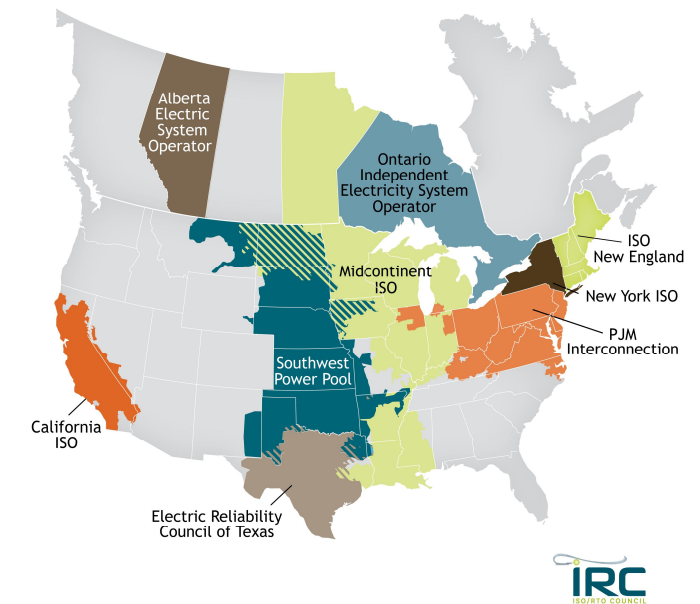 Alberta
Electric
System
Operator
Ontario
Independent
Electricity System
Operator
ISO
New England
Midcontinent
ISO
New York ISO
PJM
Interconnection
Southwest
Power Pool
California
ISO
Electric Reliability
Council of Texas
IRC
ISO/RTO COUNCIL